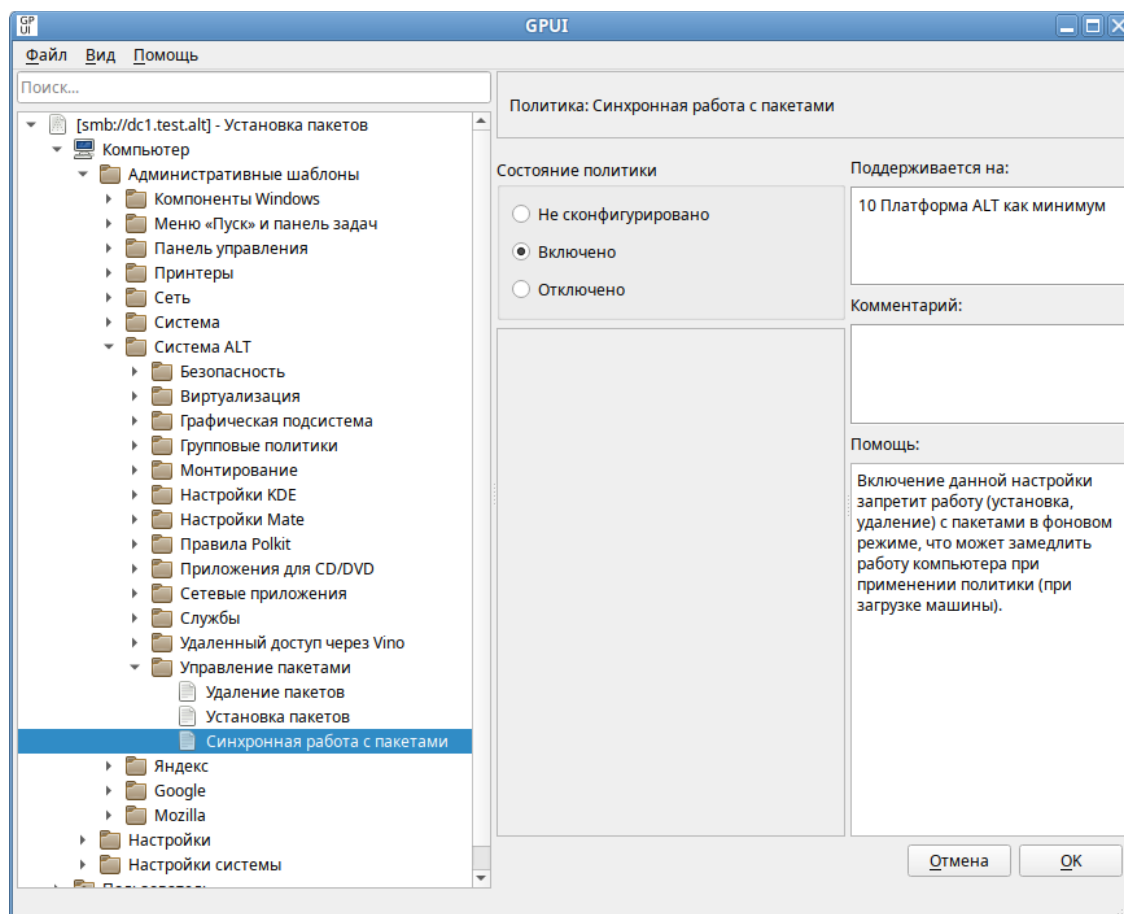 GP
UI
GPUI
Файл Вид Помощь
Поиск...
[smb://dc1.test.alt] - Установка пакетов
Компьютер
Административные шаблоны
Компоненты Windows
Меню «Пуск» и панель задач
Панель управления
Принтеры
Сеть
Система
Система ALT
Безопасность
Виртуализация
Графическая подсистема
Групповые политики
Монтирование
Настройки KDE
Настройки Mate
Правила Polkit
Приложения для CD/DVD
Сетевые приложения
Службы
Удаленный доступ через Vino
Управление пакетами
Удаление пакетов
Установка пакетов
Синхронная работа с пакетами
Яндекс
Google
Mozilla
Настройки
Настройки системы
Политика: Синхронная работа с пакетами
Состояние политики
Не сконфигурировано
Включено
Отключено
Поддерживается на:
10 Платформа ALT как минимум
Комментарий:
Помощь:
Включение данной настройки
запретит работу (установка,
удаление) с пакетами в фоновом
режиме, что может замедлить
работу компьютера при
применении политики (при
загрузке машины).
Отмена
OK